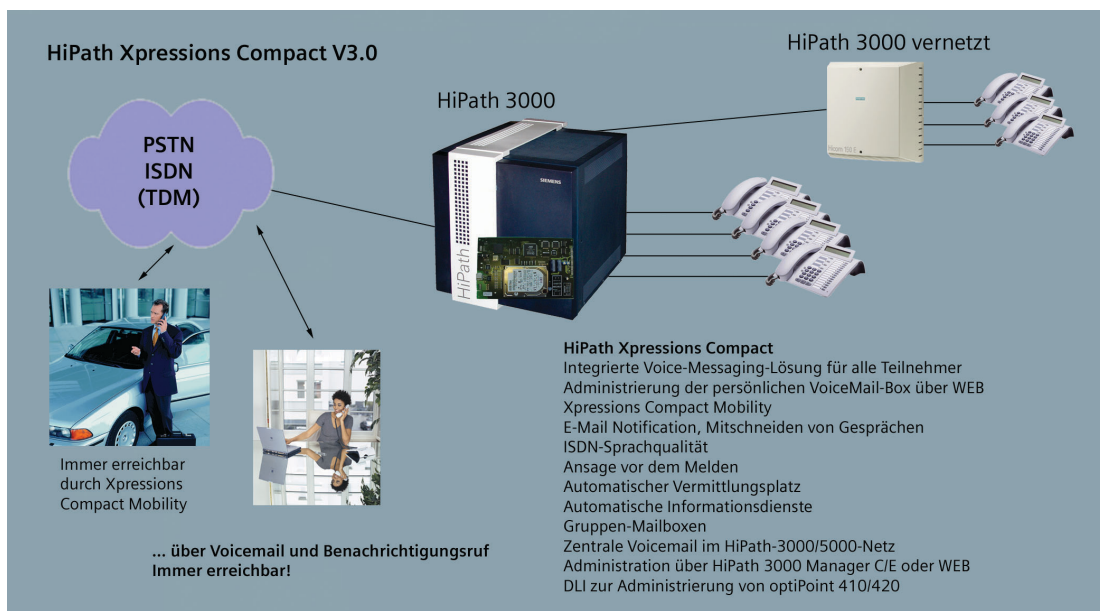 HiPath Xpressions Compact V3.0
HiPath 3000 vernetzt
HiPath 3000
PSTN
ISDN
(TDM)
SIEMENS
HiPath
Hicom 150 E
Immer erreichbar
durch Xpressions
Compact Mobility
... über Voicemail und Benachrichtigungsruf
Immer erreichbar!
HiPath Xpressions Compact
Integrierte Voice-Messaging-Lösung für alle Teilnehmer
Administrierung der persönlichen VoiceMail-Box über WEB
Xpressions Compact Mobility
E-Mail Notification, Mitschneiden von Gesprächen
ISDN-Sprachqualität
Ansage vor dem Melden
Automatischer Vermittlungsplatz
Automatische Informationsdienste
Gruppen-Mailboxen
Zentrale Voicemail im HiPath-3000/5000-Netz
Administration über HiPath 3000 Manager C/E oder WEB
DLI zur Administrierung von optiPoint 410/420